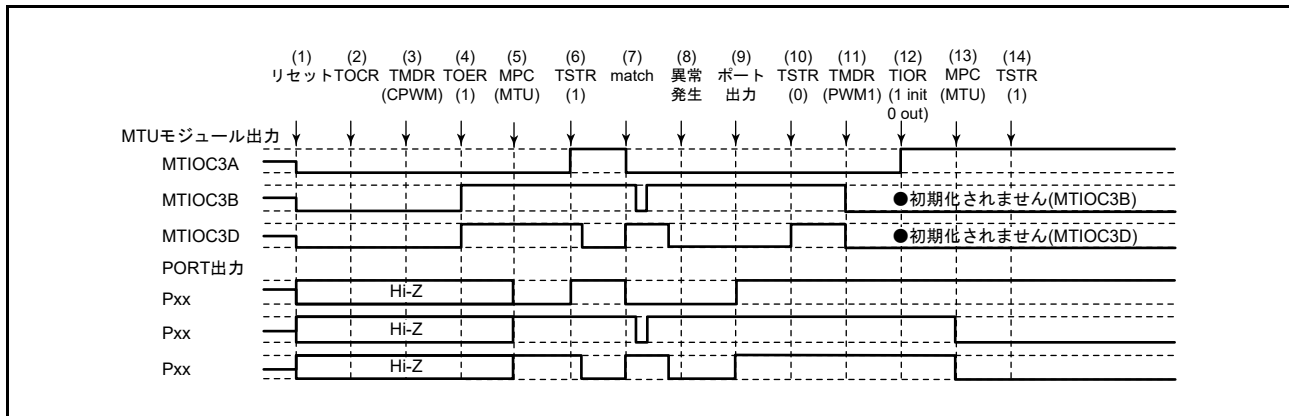 (1) (2) (3) (4) (5) (6) (7) (8) (9) (10) (11) (12) (13) (14)
リセット TOCR TMDR TOER MPC TSTR match 異常 ポート TSTR TMDR TIOR MPC TSTR
(CPWM) (1) (MTU) (1) 発生 出力 (0) (PWM1) (1 init (MTU) (1)
0 out)
MTUモジュール出力
MTIOC3A
MTIOC3B ●初期化されません(MTIOC3B)
MTIOC3D ●初期化されません(MTIOC3D)
PORT出力
Pxx Hi-Z
Pxx Hi-Z
Pxx Hi-Z